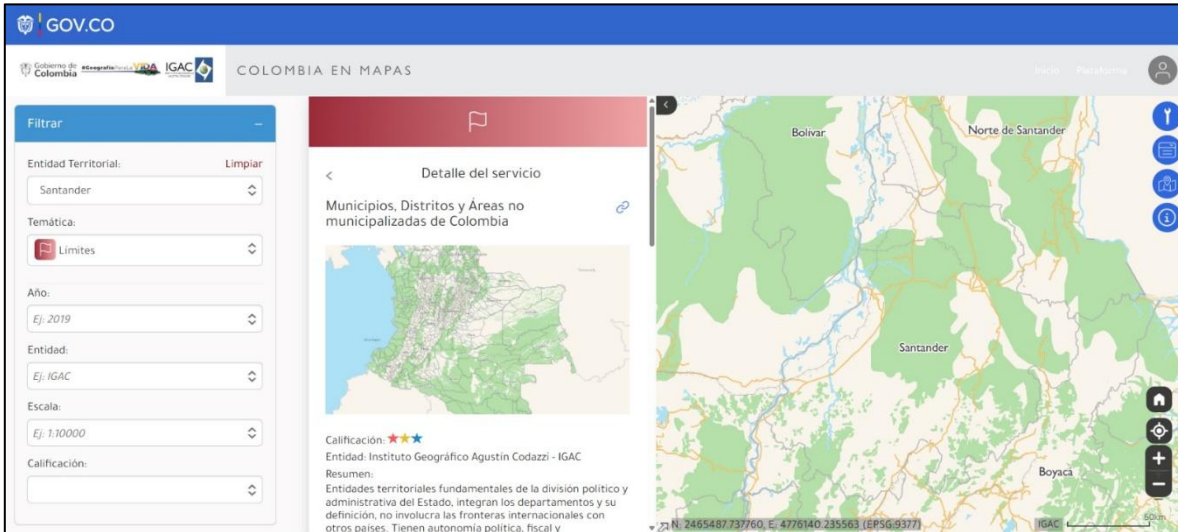 GOV.CO
Gobierno de
Colombia
#GeografíaParaLaVIDA
IGAC
COLOMBIA EN MAPAS
Inicio
Plataforma
Filtrar
Entidad Territorial:
Limpiar
Santander
Temática:
Limites
Año:
Ej: 2019
Entidad:
Ej: IGAC
Escala:
Ej: 1:10000
Calificación:
Detalle del servicio
Municipios, Distritos y Áreas no
municipalizadas de Colombia
Calificación:
Entidad: Instituto Geográfico Agustín Codazzi - IGAC
Resumen:
Entidades territoriales fundamentales de la división político y
administrativa del Estado, integran los departamentos y su
definición, no involucra las fronteras internacionales con
otros países. Tienen autonomía política, fiscal y
Bolívar
Norte de Santander
Santander
Boyacá
N: 2465487.737760, E: 4776140.235563 (EPSG:9377)
IGAC
50km